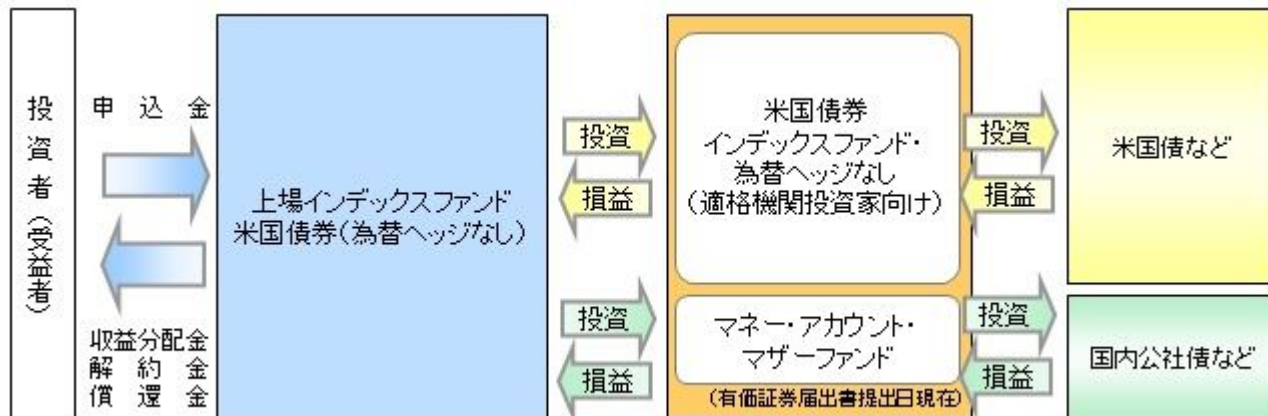 投資者(受益者)
申込金
収益分配金
解約金
償還金
上場インデックスファンド
米国債券(為替ヘッジなし)
投資
損益
投資
損益
米国債券
インデックスファンド・
為替ヘッジなし
(適格機関投資家向け)
マネー・アカウント・
マザーファンド
(有価証券届出書提出日現在)
投資
損益
投資
損益
米国債など
国内公社債など